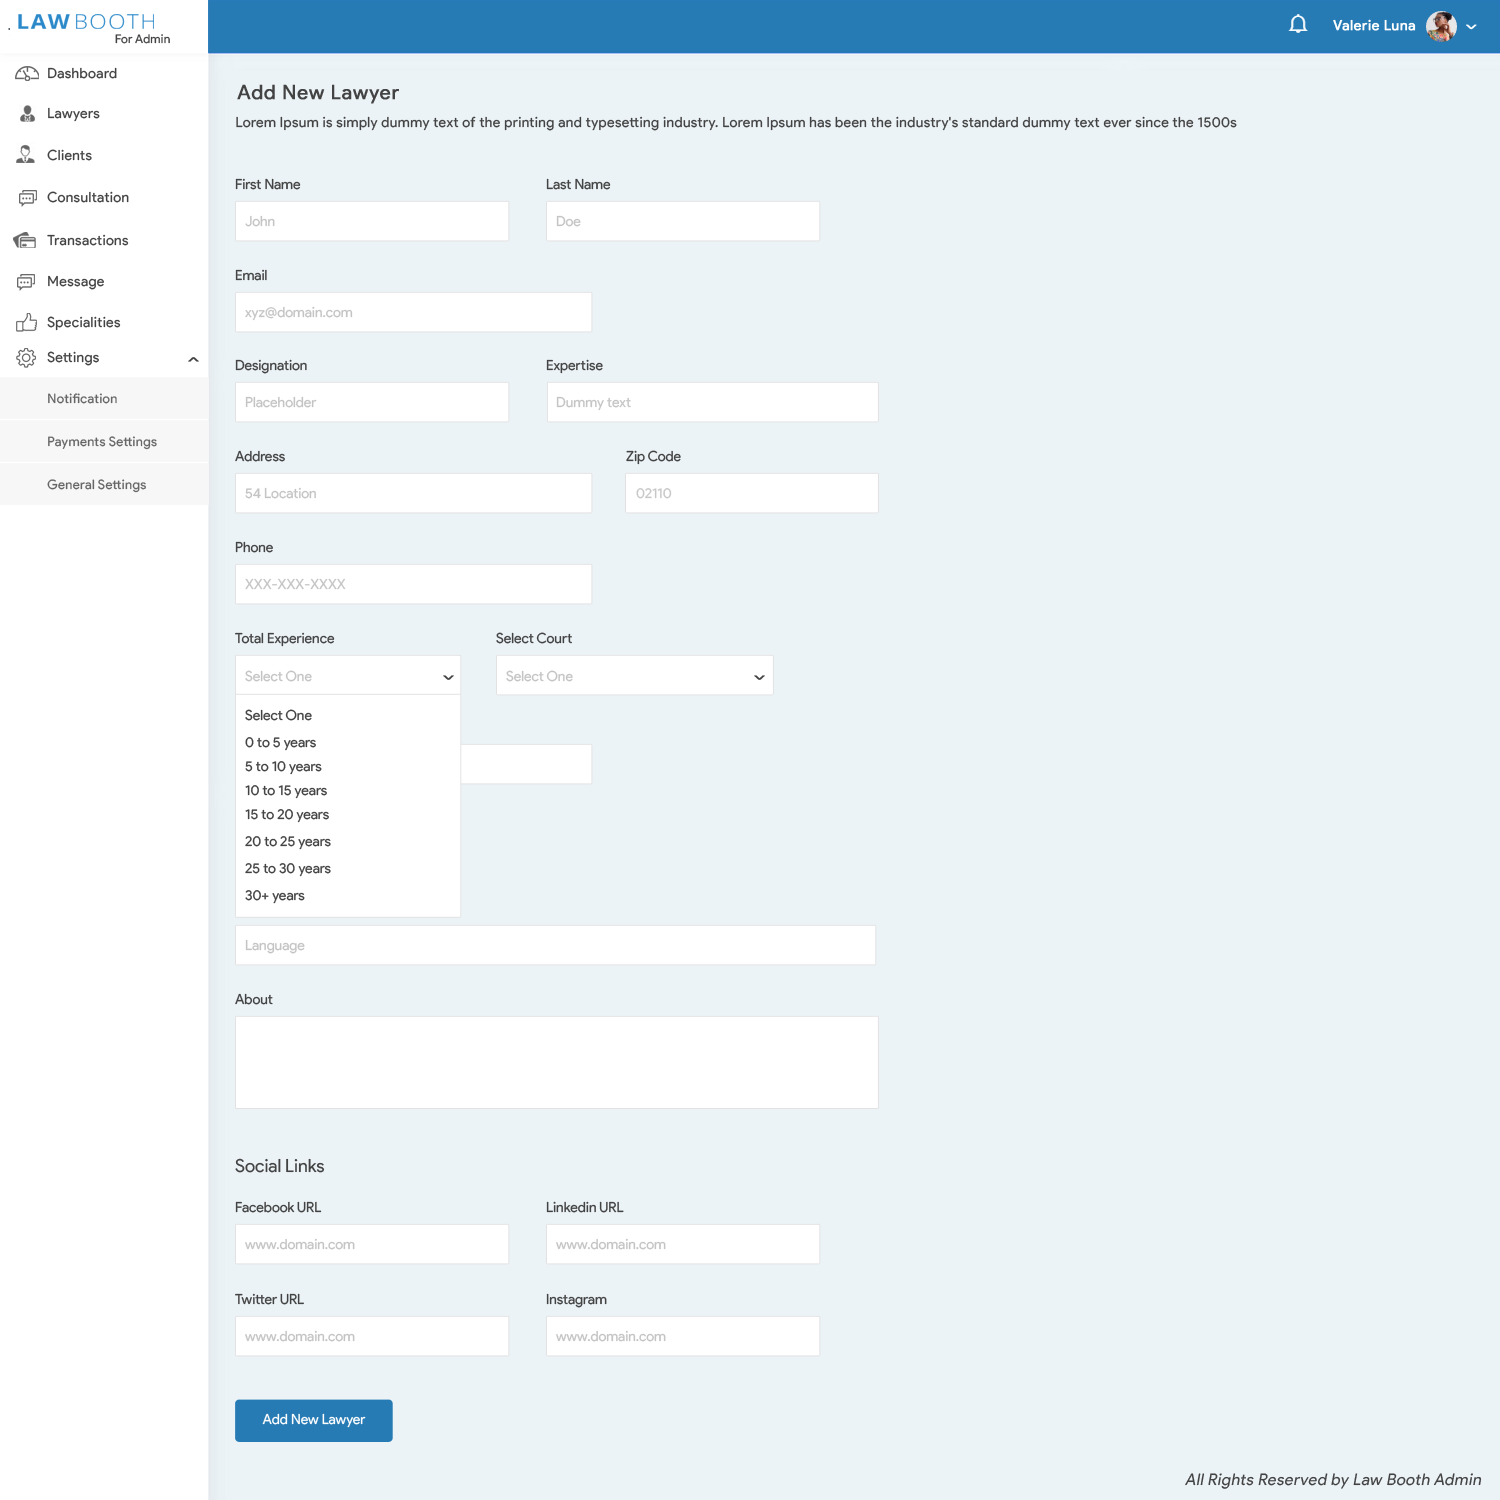 . LAW BOOTH
For Admin
Valerie Luna
Dashboard
Lawyers
Clients
Consultation
Transactions
Message
Specialities
Settings
Notification
Payments Settings
General Settings
Add New Lawyer
Lorem Ipsum is simply dummy text of the printing and typesetting industry. Lorem Ipsum has been the industry's standard dummy text ever since the 1500s
First Name Last Name
John Doe
Email
xyz@domain.com
Designation Expertise
Placeholder Dummy text
Address Zip Code
54 Location 02110
Phone
XXX-XXX-XXXX
Total Experience Select Court
Select One Select One
Select One
0 to 5 years
5 to 10 years
10 to 15 years
15 to 20 years
20 to 25 years
25 to 30 years
30+ years
Language
About
Social Links
Facebook URL Linkedin URL
www.domain.com www.domain.com
Twitter URL Instagram
www.domain.com www.domain.com
Add New Lawyer
All Rights Reserved by Law Booth Admin